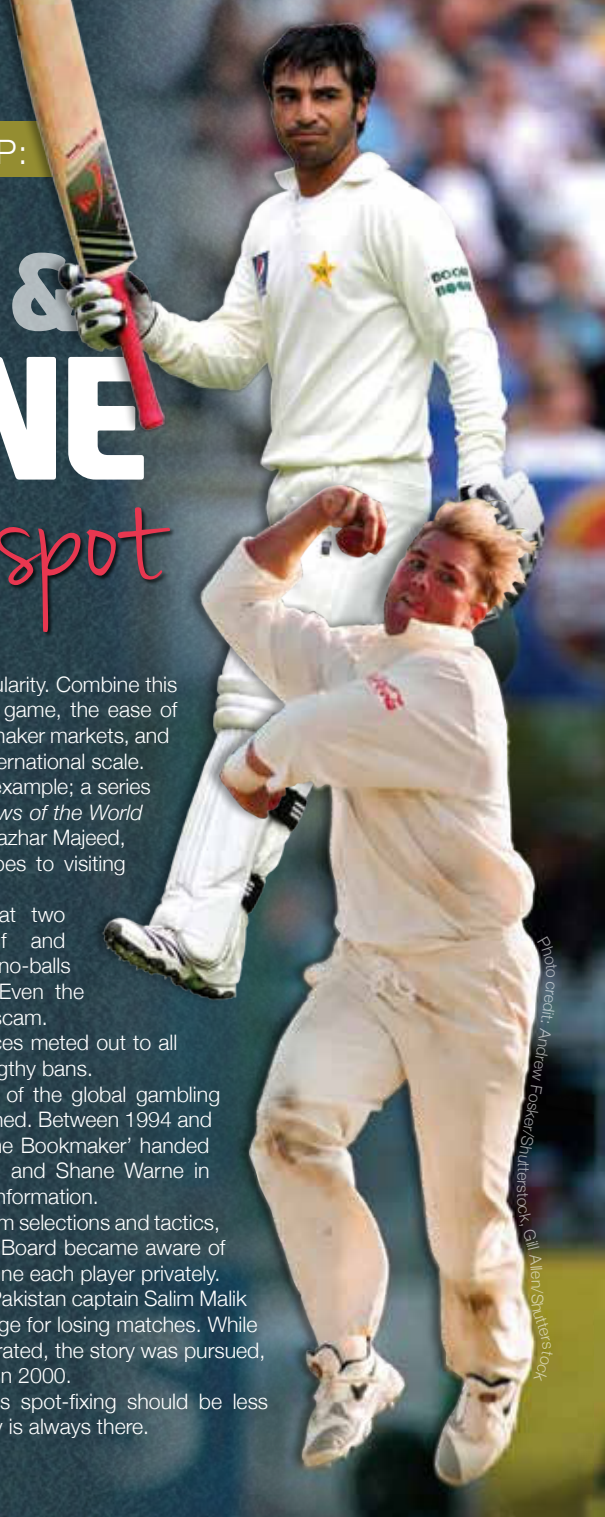 P:
&
NE
spot
ularity. Combine this
game, the ease of
maker markets, and
ernational scale.
example; a series
ws of the World
azhar Majeed,
bes to visiting
at two
f and
no-balls
Even the
scam.
ces meted out to all
gthy bans.
of the global gambling
ned. Between 1994 and
ne Bookmaker’ handed
and Shane Warne in
nformation.
m selections and tactics,
Board became aware of
ne each player privately.
Pakistan captain Salim Malik
ge for losing matches. While
rated, the story was pursued,
n 2000.
s spot-fixing should be less
y is always there.
BOOM
BOOM
Photo credit: Andrew Fosker/Shutterstock, Gill Allen/Shutterstock